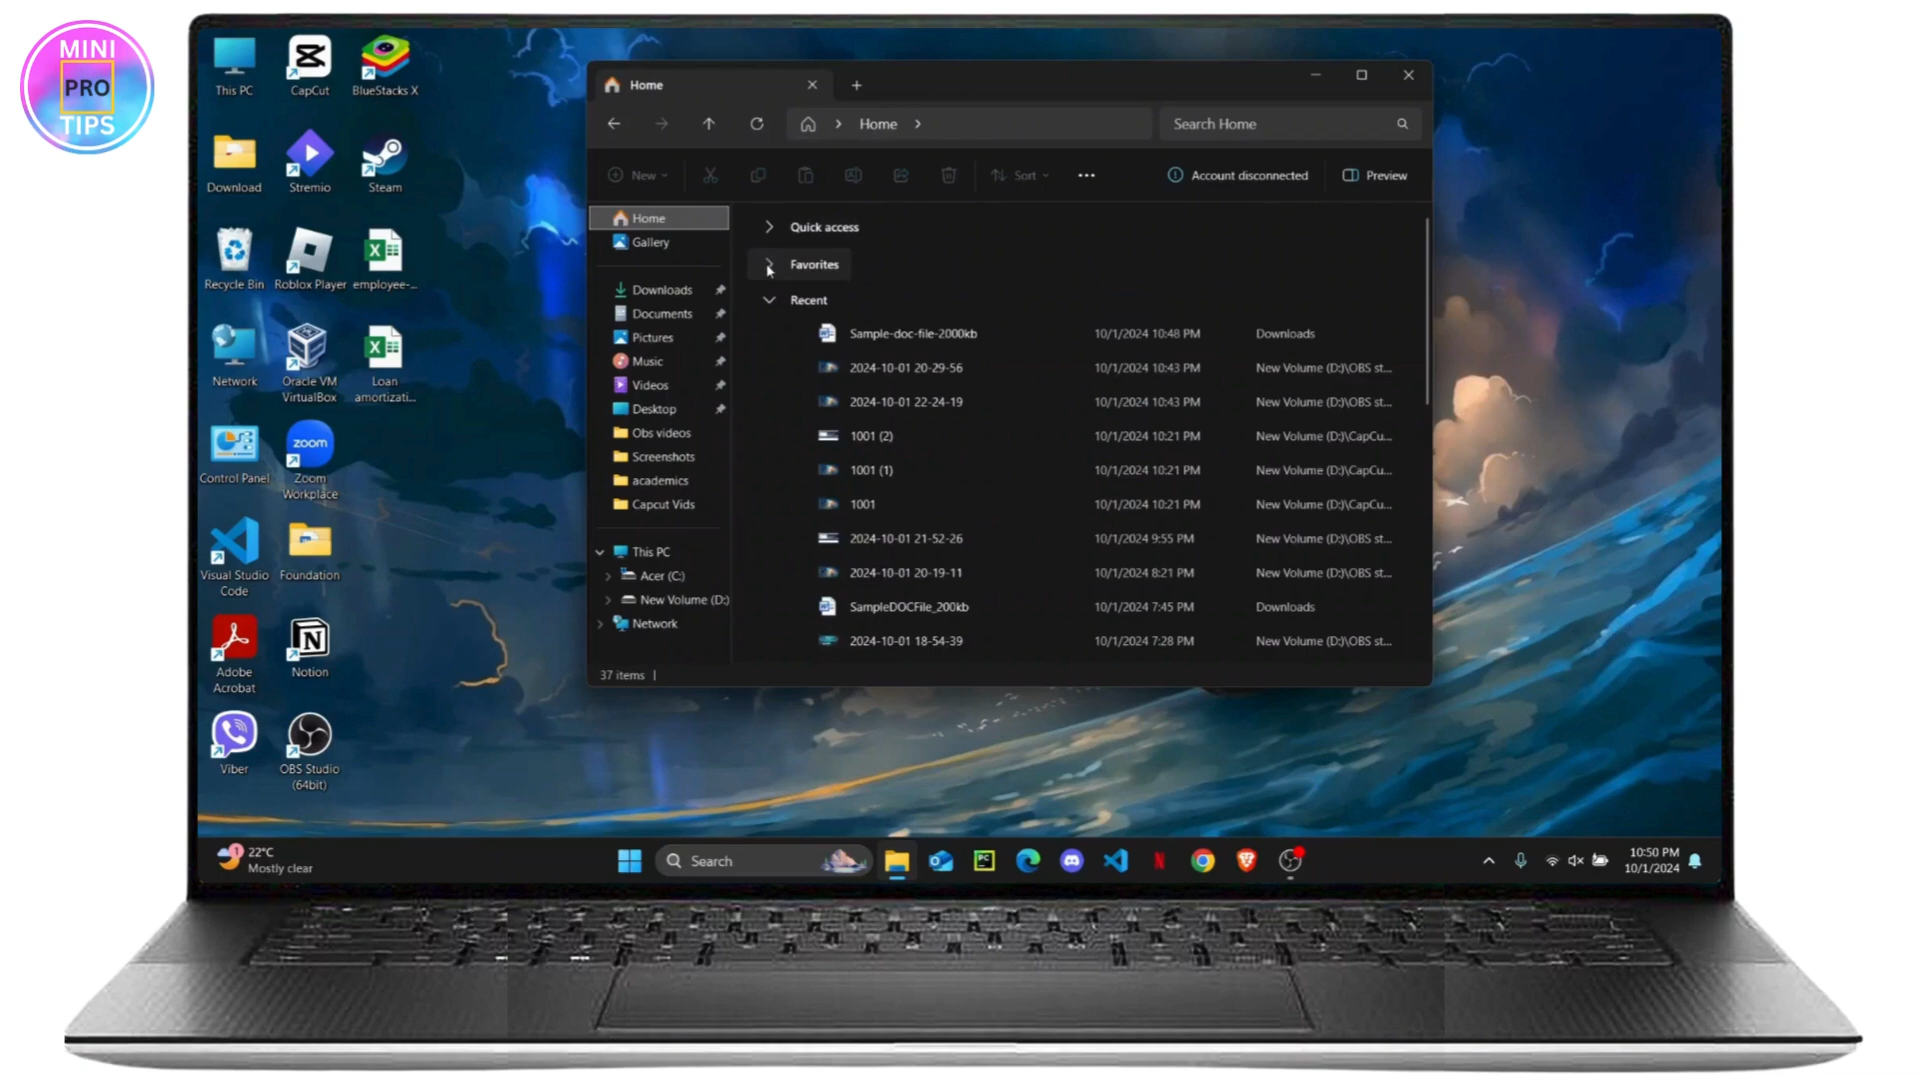 MINI
PRO
TIPS
This PC
CapCut
BlueStacks X
Download
Stremio
Steam
Recycle Bin
Roblox Player
employee-...
Network
Oracle VM
VirtualBox
Loan
amortizati...
Control Panel
zoom
Zoom
Workplace
Visual Studio
Code
Foundation
Adobe
Acrobat
Notion
Viber
OBS Studio
(64bit)
Home
Home
Search Home
New
Sort
Account disconnected
Preview
Home
Gallery
Downloads
Documents
Pictures
Music
Videos
Desktop
Obs videos
Screenshots
academics
Capcut Vids
This PC
Acer (C:)
New Volume (D:)
Network
Quick access
Favorites
Recent
Sample-doc-file-2000kb 10/1/2024 10:48 PM Downloads
2024-10-01 20-29-56 10/1/2024 10:43 PM New Volume (D:)\OBS st...
2024-10-01 22-24-19 10/1/2024 10:43 PM New Volume (D:)\OBS st...
1001 (2) 10/1/2024 10:21 PM New Volume (D:)\CapCu...
1001 (1) 10/1/2024 10:21 PM New Volume (D:)\CapCu...
1001 10/1/2024 10:21 PM New Volume (D:)\CapCu...
2024-10-01 21-52-26 10/1/2024 9:55 PM New Volume (D:)\OBS st...
2024-10-01 20-19-11 10/1/2024 8:21 PM New Volume (D:)\OBS st...
SampleDOCFile_200kb 10/1/2024 7:45 PM Downloads
2024-10-01 18-54-39 10/1/2024 7:28 PM New Volume (D:)\OBS st...
37 items
1
22°C
Mostly clear
Search
PC
N
10:50 PM
10/1/2024